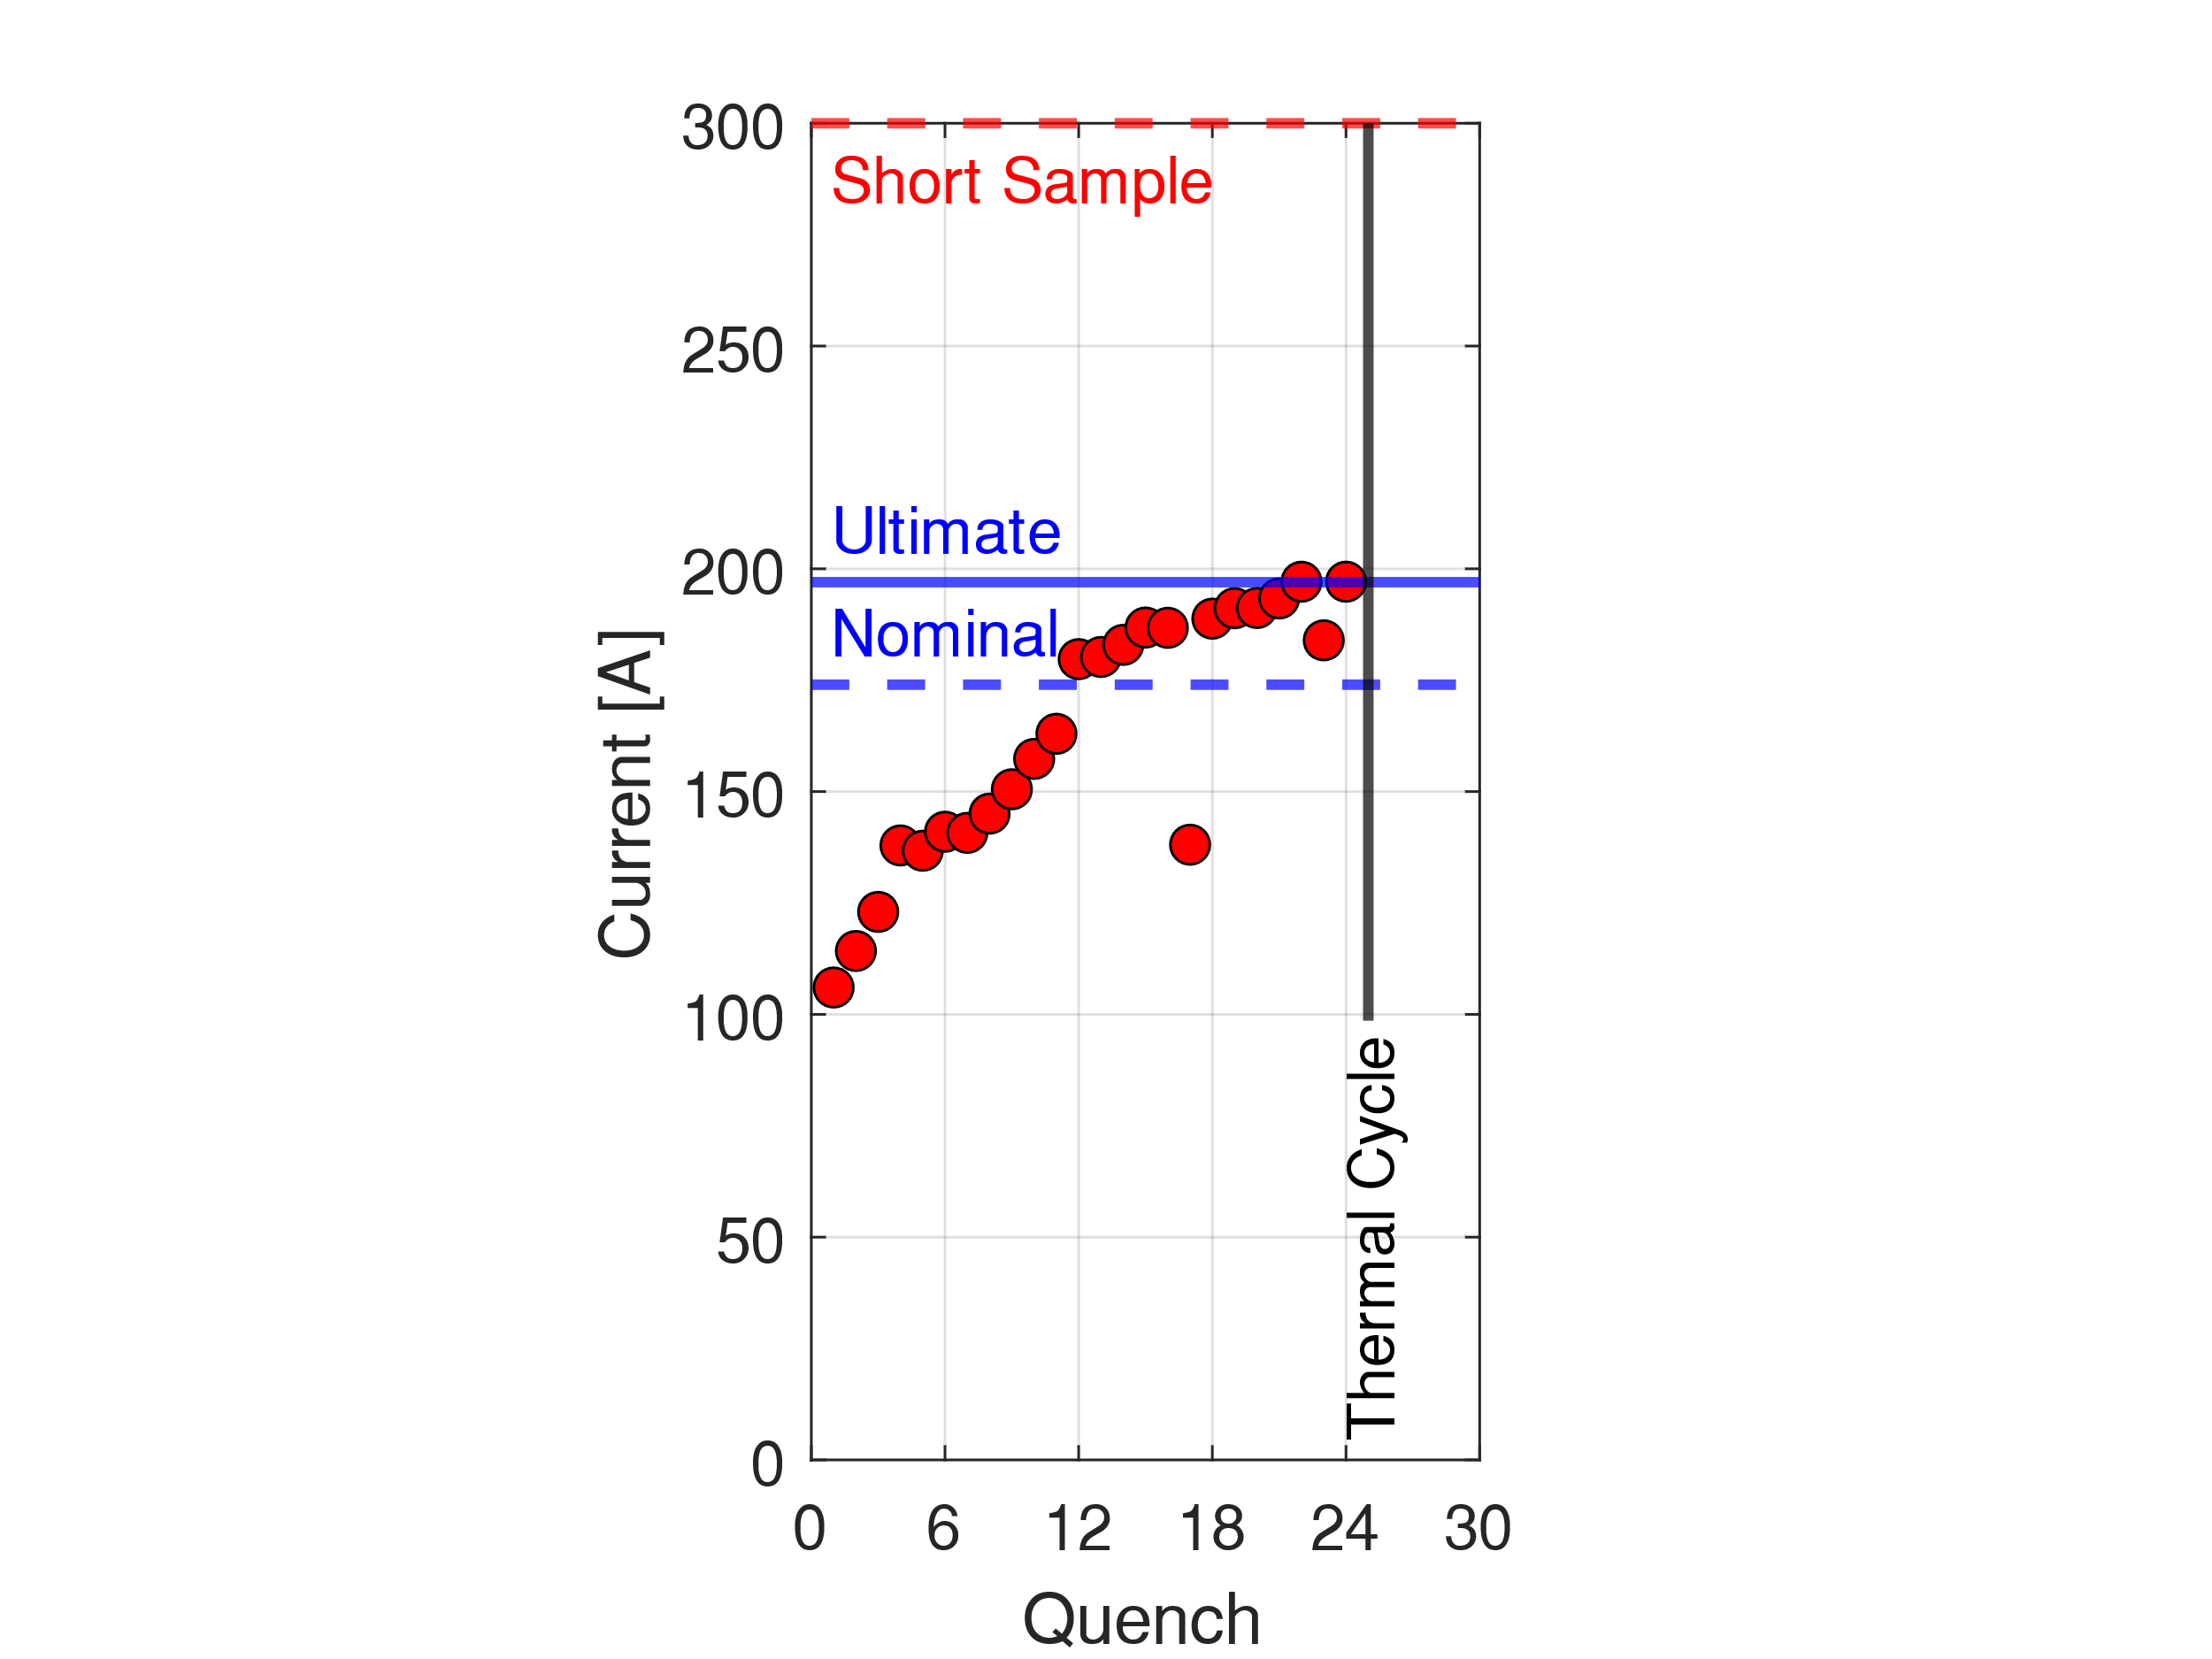 300
Short Sample
250
Ultimate
200
Nominal
150
100
50
0
Current [A]
Thermal Cycle
0 6 12 18 24 30
Quench